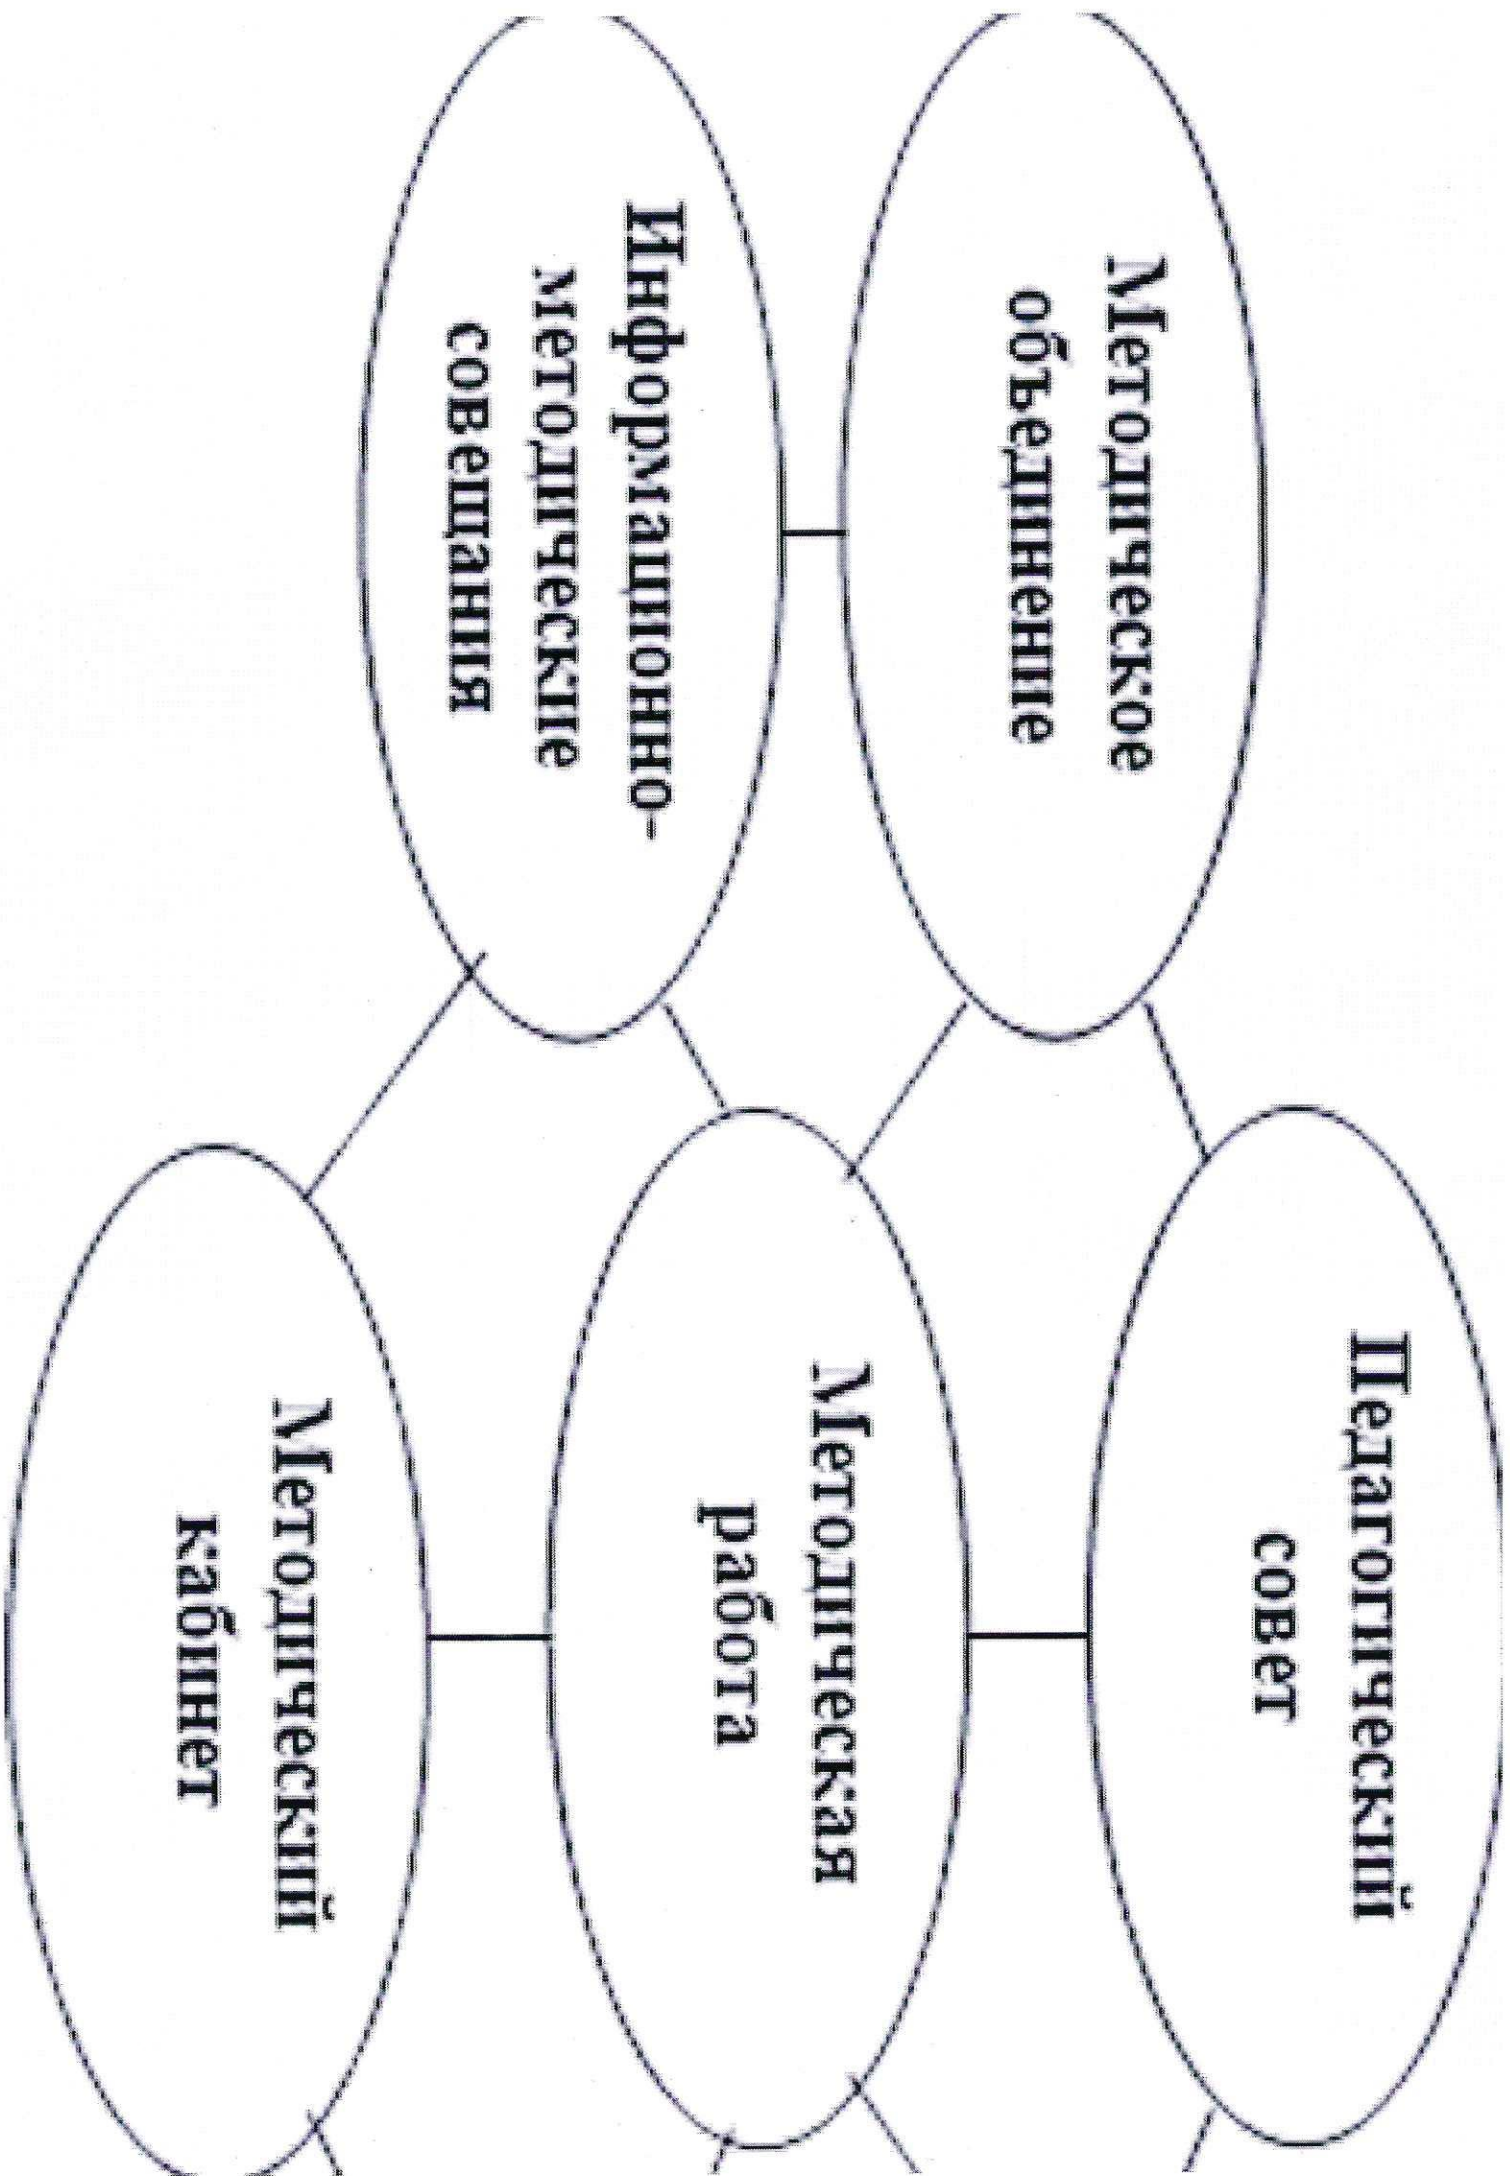 Педагогический
совет
Методическое
объединение
Методическая
работа
Информационно-
методические
совещания
Методический
кабинет